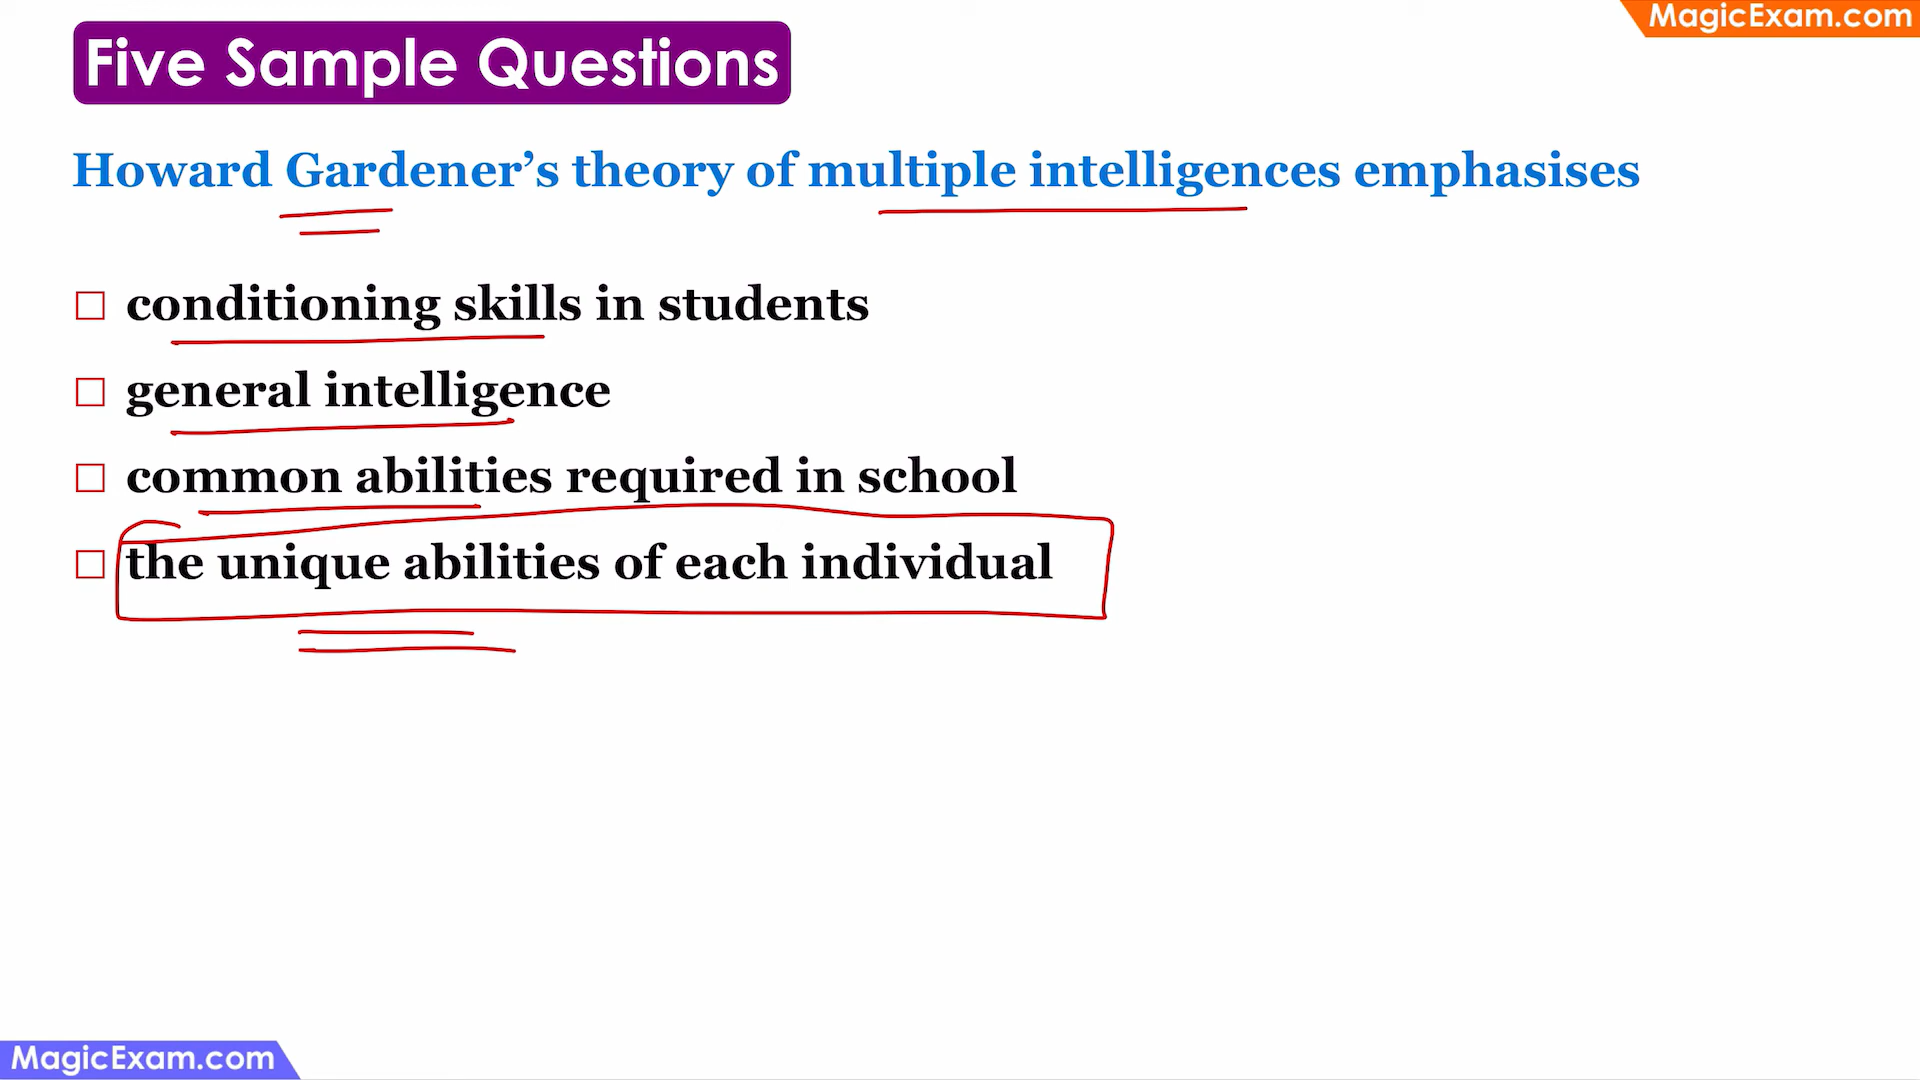 MagicExam.com
Five Sample Questions
Howard Gardener’s theory of multiple intelligences emphasises
conditioning skills in students
general intelligence
common abilities required in school
the unique abilities of each individual
MagicExam.com